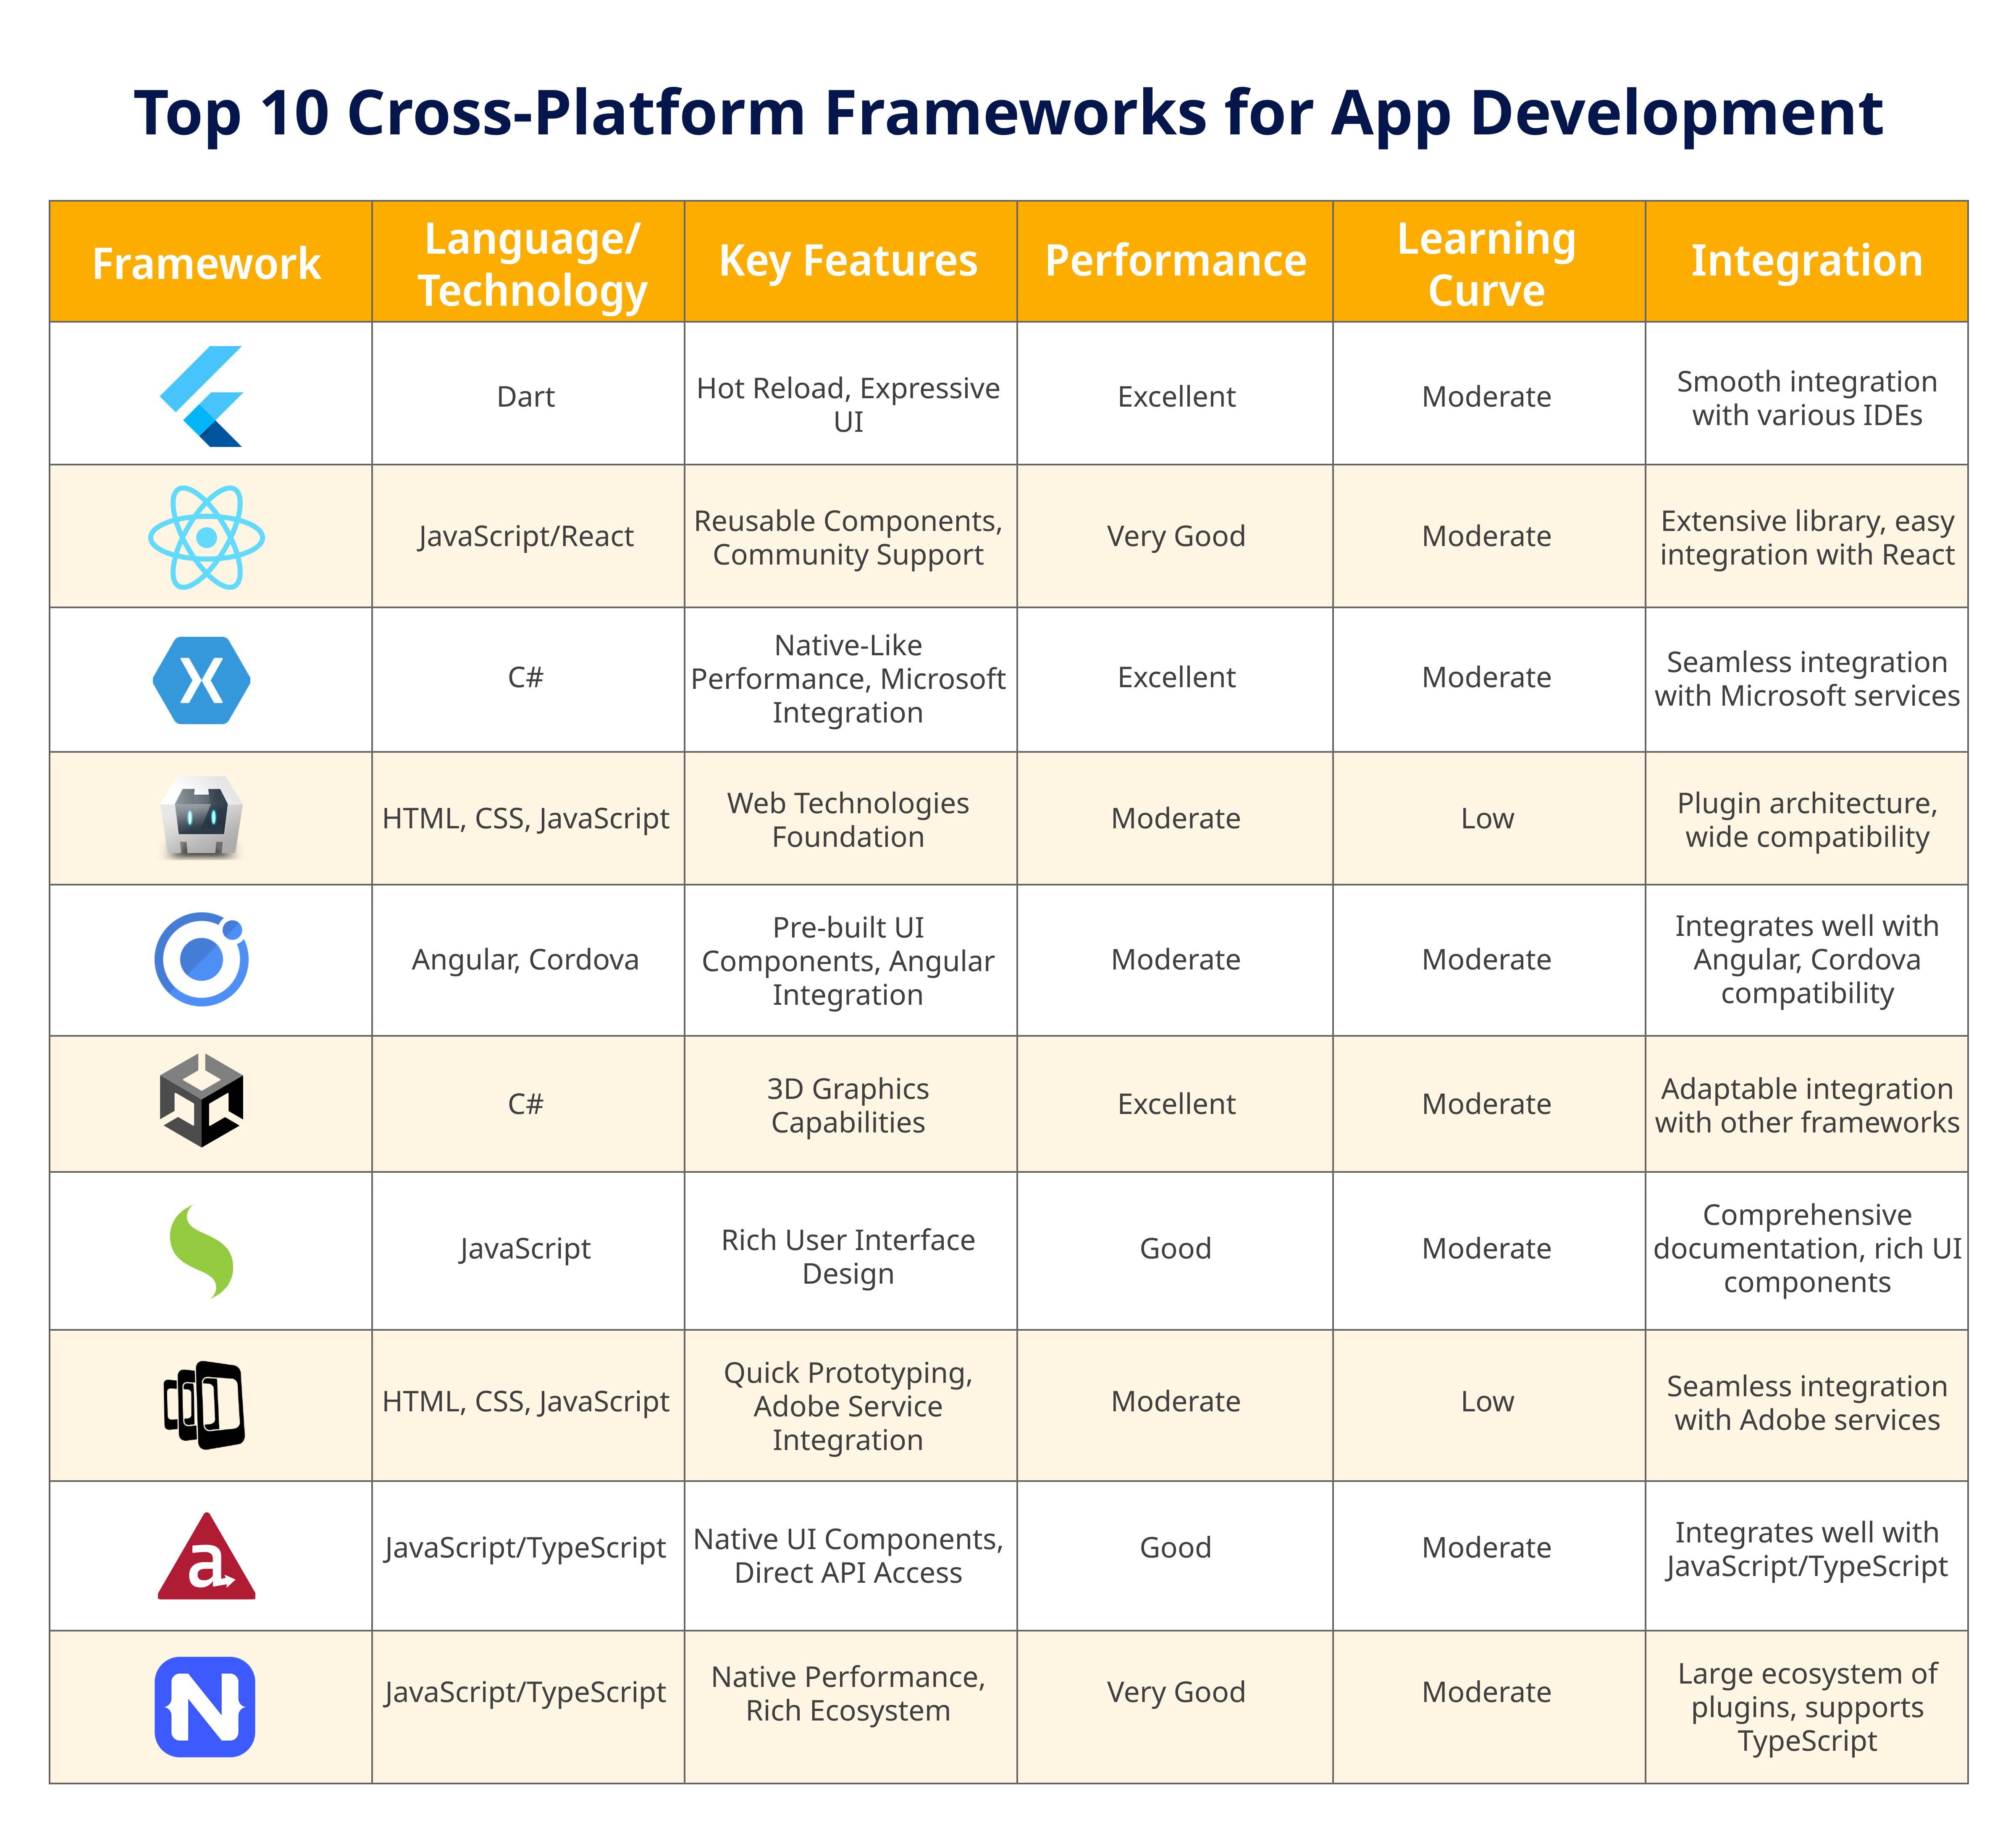 Top 10 Cross-Platform Frameworks for App Development
Framework
Language/
Technology
Key Features
Performance
Learning
Curve
Integration
Dart
Hot Reload, Expressive
UI
Excellent
Moderate
Smooth integration
with various IDEs
JavaScript/React
Reusable Components,
Community Support
Very Good
Moderate
Extensive library, easy
integration with React
X
C#
Native-Like
Performance, Microsoft
Integration
Excellent
Moderate
Seamless integration
with Microsoft services
HTML, CSS, JavaScript
Web Technologies
Foundation
Moderate
Low
Plugin architecture,
wide compatibility
Angular, Cordova
Pre-built UI
Components, Angular
Integration
Moderate
Moderate
Integrates well with
Angular, Cordova
compatibility
C#
3D Graphics
Capabilities
Excellent
Moderate
Adaptable integration
with other frameworks
JavaScript
Rich User Interface
Design
Good
Moderate
Comprehensive
documentation, rich UI
components
HTML, CSS, JavaScript
Quick Prototyping,
Adobe Service
Integration
Moderate
Low
Seamless integration
with Adobe services
a
JavaScript/TypeScript
Native UI Components,
Direct API Access
Good
Moderate
Integrates well with
JavaScript/TypeScript
N
JavaScript/TypeScript
Native Performance,
Rich Ecosystem
Very Good
Moderate
Large ecosystem of
plugins, supports
TypeScript